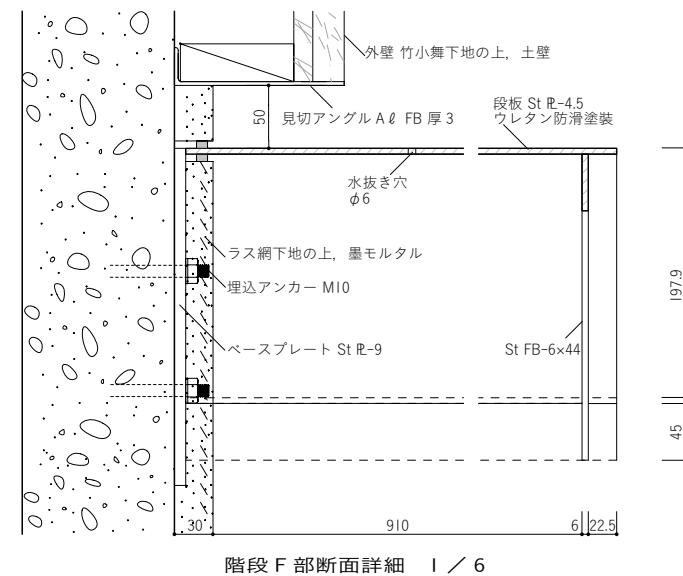 外壁 竹小舞下地の上，土壁
50
見切アングル Aℓ FB 厚 3
段板 St ℄-4.5
ウレタン防滑塗装
水抜き穴
φ6
ラス網下地の上，墨モルタル
埋込アンカー M10
197.9
ベースプレート St ℄-9
St FB-6×44
45
30
910
6
22.5
階段 F 部断面詳細 1／6